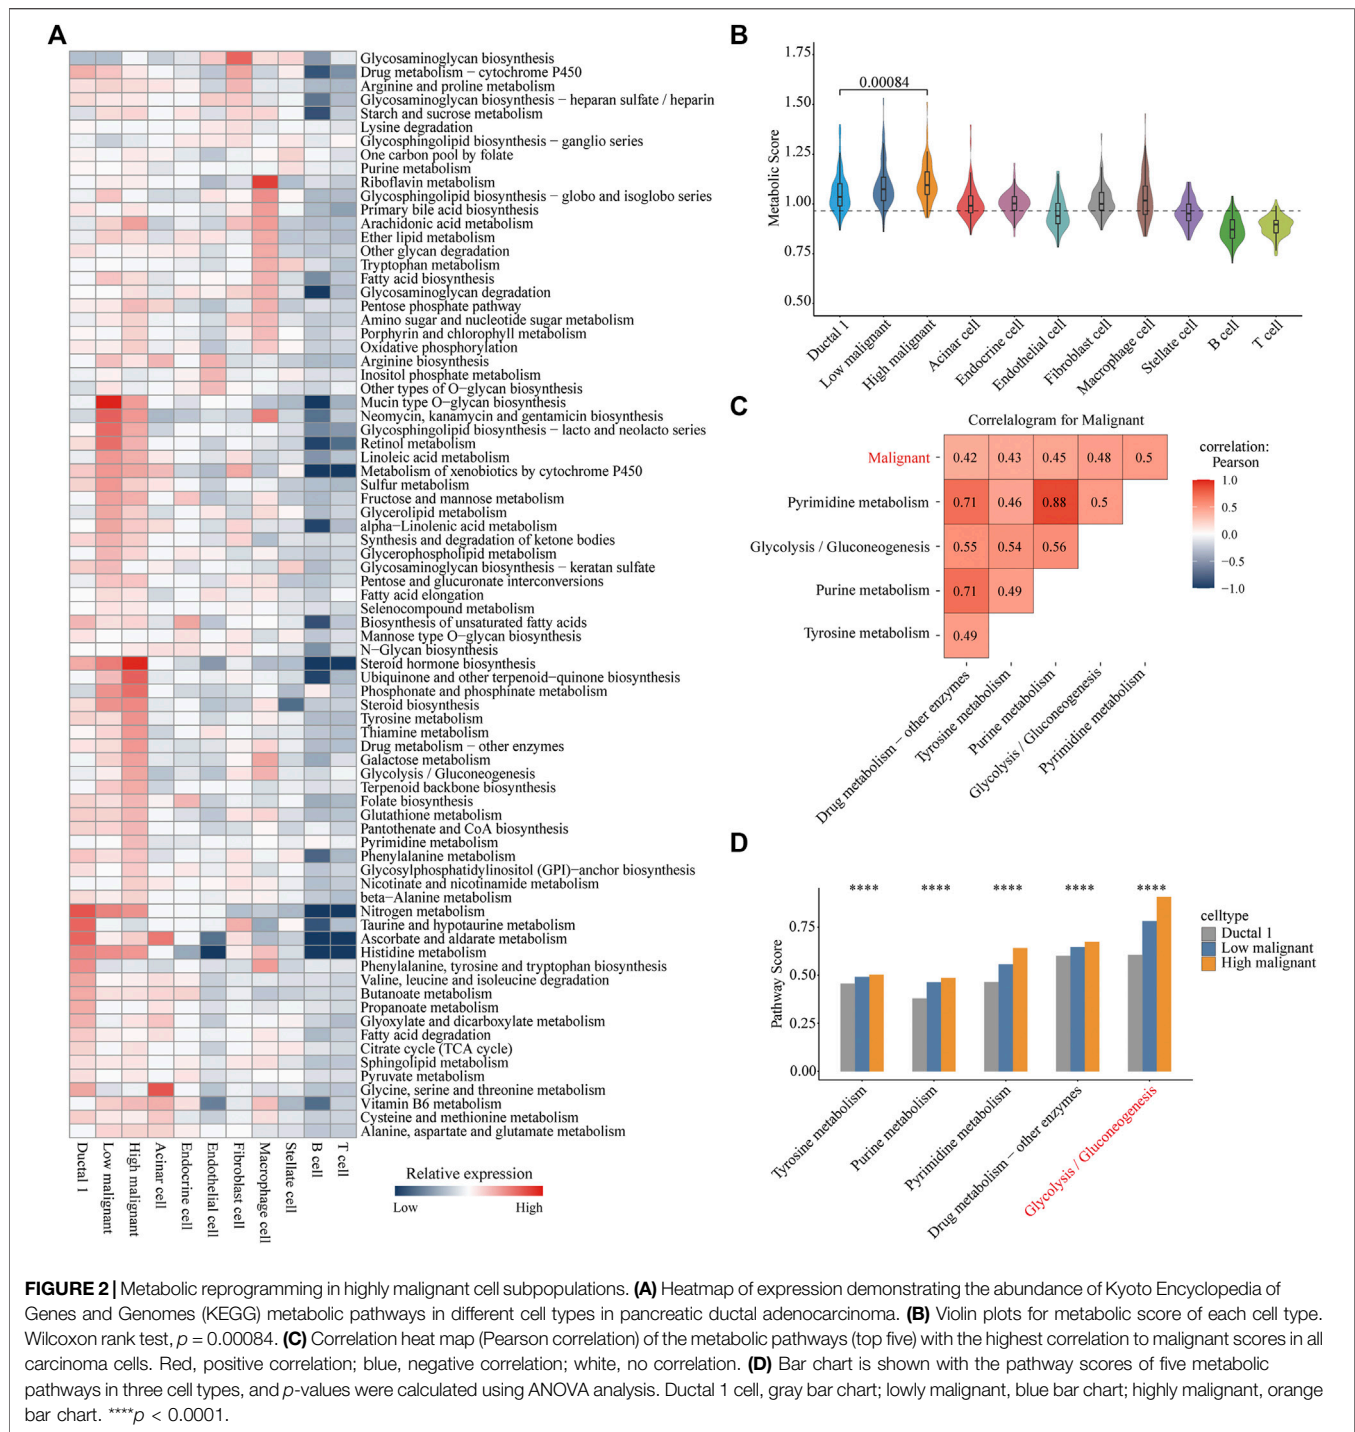 A
Glycosaminoglycan biosynthesis
Drug metabolism − cytochrome P450
Arginine and proline metabolism
Glycosaminoglycan biosynthesis − heparan sulfate / heparin
Starch and sucrose metabolism
Lysine degradation
Glycosphingolipid biosynthesis − ganglio series
One carbon pool by folate
Purine metabolism
Riboflavin metabolism
Glycosphingolipid biosynthesis − globo and isoglobo series
Primary bile acid biosynthesis
Arachidonic acid metabolism
Ether lipid metabolism
Other glycan degradation
Tryptophan metabolism
Fatty acid biosynthesis
Glycosaminoglycan degradation
Pentose phosphate pathway
Amino sugar and nucleotide sugar metabolism
Porphyrin and chlorophyll metabolism
Oxidative phosphorylation
Arginine biosynthesis
Inositol phosphate metabolism
Other types of O−glycan biosynthesis
Mucin type O−glycan biosynthesis
Neomycin, kanamycin and gentamicin biosynthesis
Glycosphingolipid biosynthesis − lacto and neolacto series
Retinol metabolism
Linoleic acid metabolism
Metabolism of xenobiotics by cytochrome P450
Sulfur metabolism
Fructose and mannose metabolism
Glycerolipid metabolism
alpha−Linolenic acid metabolism
Synthesis and degradation of ketone bodies
Glycerophospholipid metabolism
Glycosaminoglycan biosynthesis − keratan sulfate
Pentose and glucuronate interconversions
Fatty acid elongation
Selenocompound metabolism
Biosynthesis of unsaturated fatty acids
Mannose type O−glycan biosynthesis
N−Glycan biosynthesis
Steroid hormone biosynthesis
Ubiquinone and other terpenoid−quinone biosynthesis
Phosphonate and phosphinate metabolism
Steroid biosynthesis
Tyrosine metabolism
Thiamine metabolism
Drug metabolism − other enzymes
Galactose metabolism
Glycolysis / Gluconeogenesis
Terpenoid backbone biosynthesis
Folate biosynthesis
Glutathione metabolism
Pantothenate and CoA biosynthesis
Pyrimidine metabolism
Phenylalanine metabolism
Glycosylphosphatidylinositol (GPI)−anchor biosynthesis
Nicotinate and nicotinamide metabolism
beta−Alanine metabolism
Nitrogen metabolism
Taurine and hypotaurine metabolism
Ascorbate and aldarate metabolism
Histidine metabolism
Phenylalanine, tyrosine and tryptophan biosynthesis
Valine, leucine and isoleucine degradation
Butanoate metabolism
Propanoate metabolism
Glyoxylate and dicarboxylate metabolism
Fatty acid degradation
Citrate cycle (TCA cycle)
Sphingolipid metabolism
Pyruvate metabolism
Glycine, serine and threonine metabolism
Vitamin B6 metabolism
Cysteine and methionine metabolism
Alanine, aspartate and glutamate metabolism
Ductal 1
Low malignant
High malignant
Acinar cell
Endocrine cell
Endothelial cell
Fibroblast cell
Macrophage cell
Stellate cell
B cell
T cell
Relative expression
Low High
B
Metabolic Score
1.75
1.50
1.25
1.00
0.75
0.50
0.00084
Ductal 1
Low malignant
High malignant
Acinar cell
Endocrine cell
Endothelial cell
Fibroblast cell
Macrophage cell
Stellate cell
B cell
T cell
C
Correlalogram for Malignant
Malignant 0.42 0.43 0.45 0.48 0.5
Pyrimidine metabolism 0.71 0.46 0.88 0.5
Glycolysis / Gluconeogenesis 0.55 0.54 0.56
Purine metabolism 0.71 0.49
Tyrosine metabolism 0.49
Drug metabolism − other enzymes
Tyrosine metabolism
Purine metabolism
Glycolysis / Gluconeogenesis
Pyrimidine metabolism
correlation:
Pearson
1.0
0.5
0.0
−0.5
−1.0
D
Pathway Score
0.75
0.50
0.25
0.00
**** **** **** **** ****
Tyrosine metabolism
Purine metabolism
Pyrimidine metabolism
Drug metabolism − other enzymes
Glycolysis / Gluconeogenesis
celltype
Ductal 1
Low malignant
High malignant
FIGURE 2 | Metabolic reprogramming in highly malignant cell subpopulations. (A) Heatmap of expression demonstrating the abundance of Kyoto Encyclopedia of
Genes and Genomes (KEGG) metabolic pathways in different cell types in pancreatic ductal adenocarcinoma. (B) Violin plots for metabolic score of each cell type.
Wilcoxon rank test, p = 0.00084. (C) Correlation heat map (Pearson correlation) of the metabolic pathways (top five) with the highest correlation to malignant scores in all
carcinoma cells. Red, positive correlation; blue, negative correlation; white, no correlation. (D) Bar chart is shown with the pathway scores of five metabolic
pathways in three cell types, and p-values were calculated using ANOVA analysis. Ductal 1 cell, gray bar chart; lowly malignant, blue bar chart; highly malignant, orange
bar chart. ****p < 0.0001.